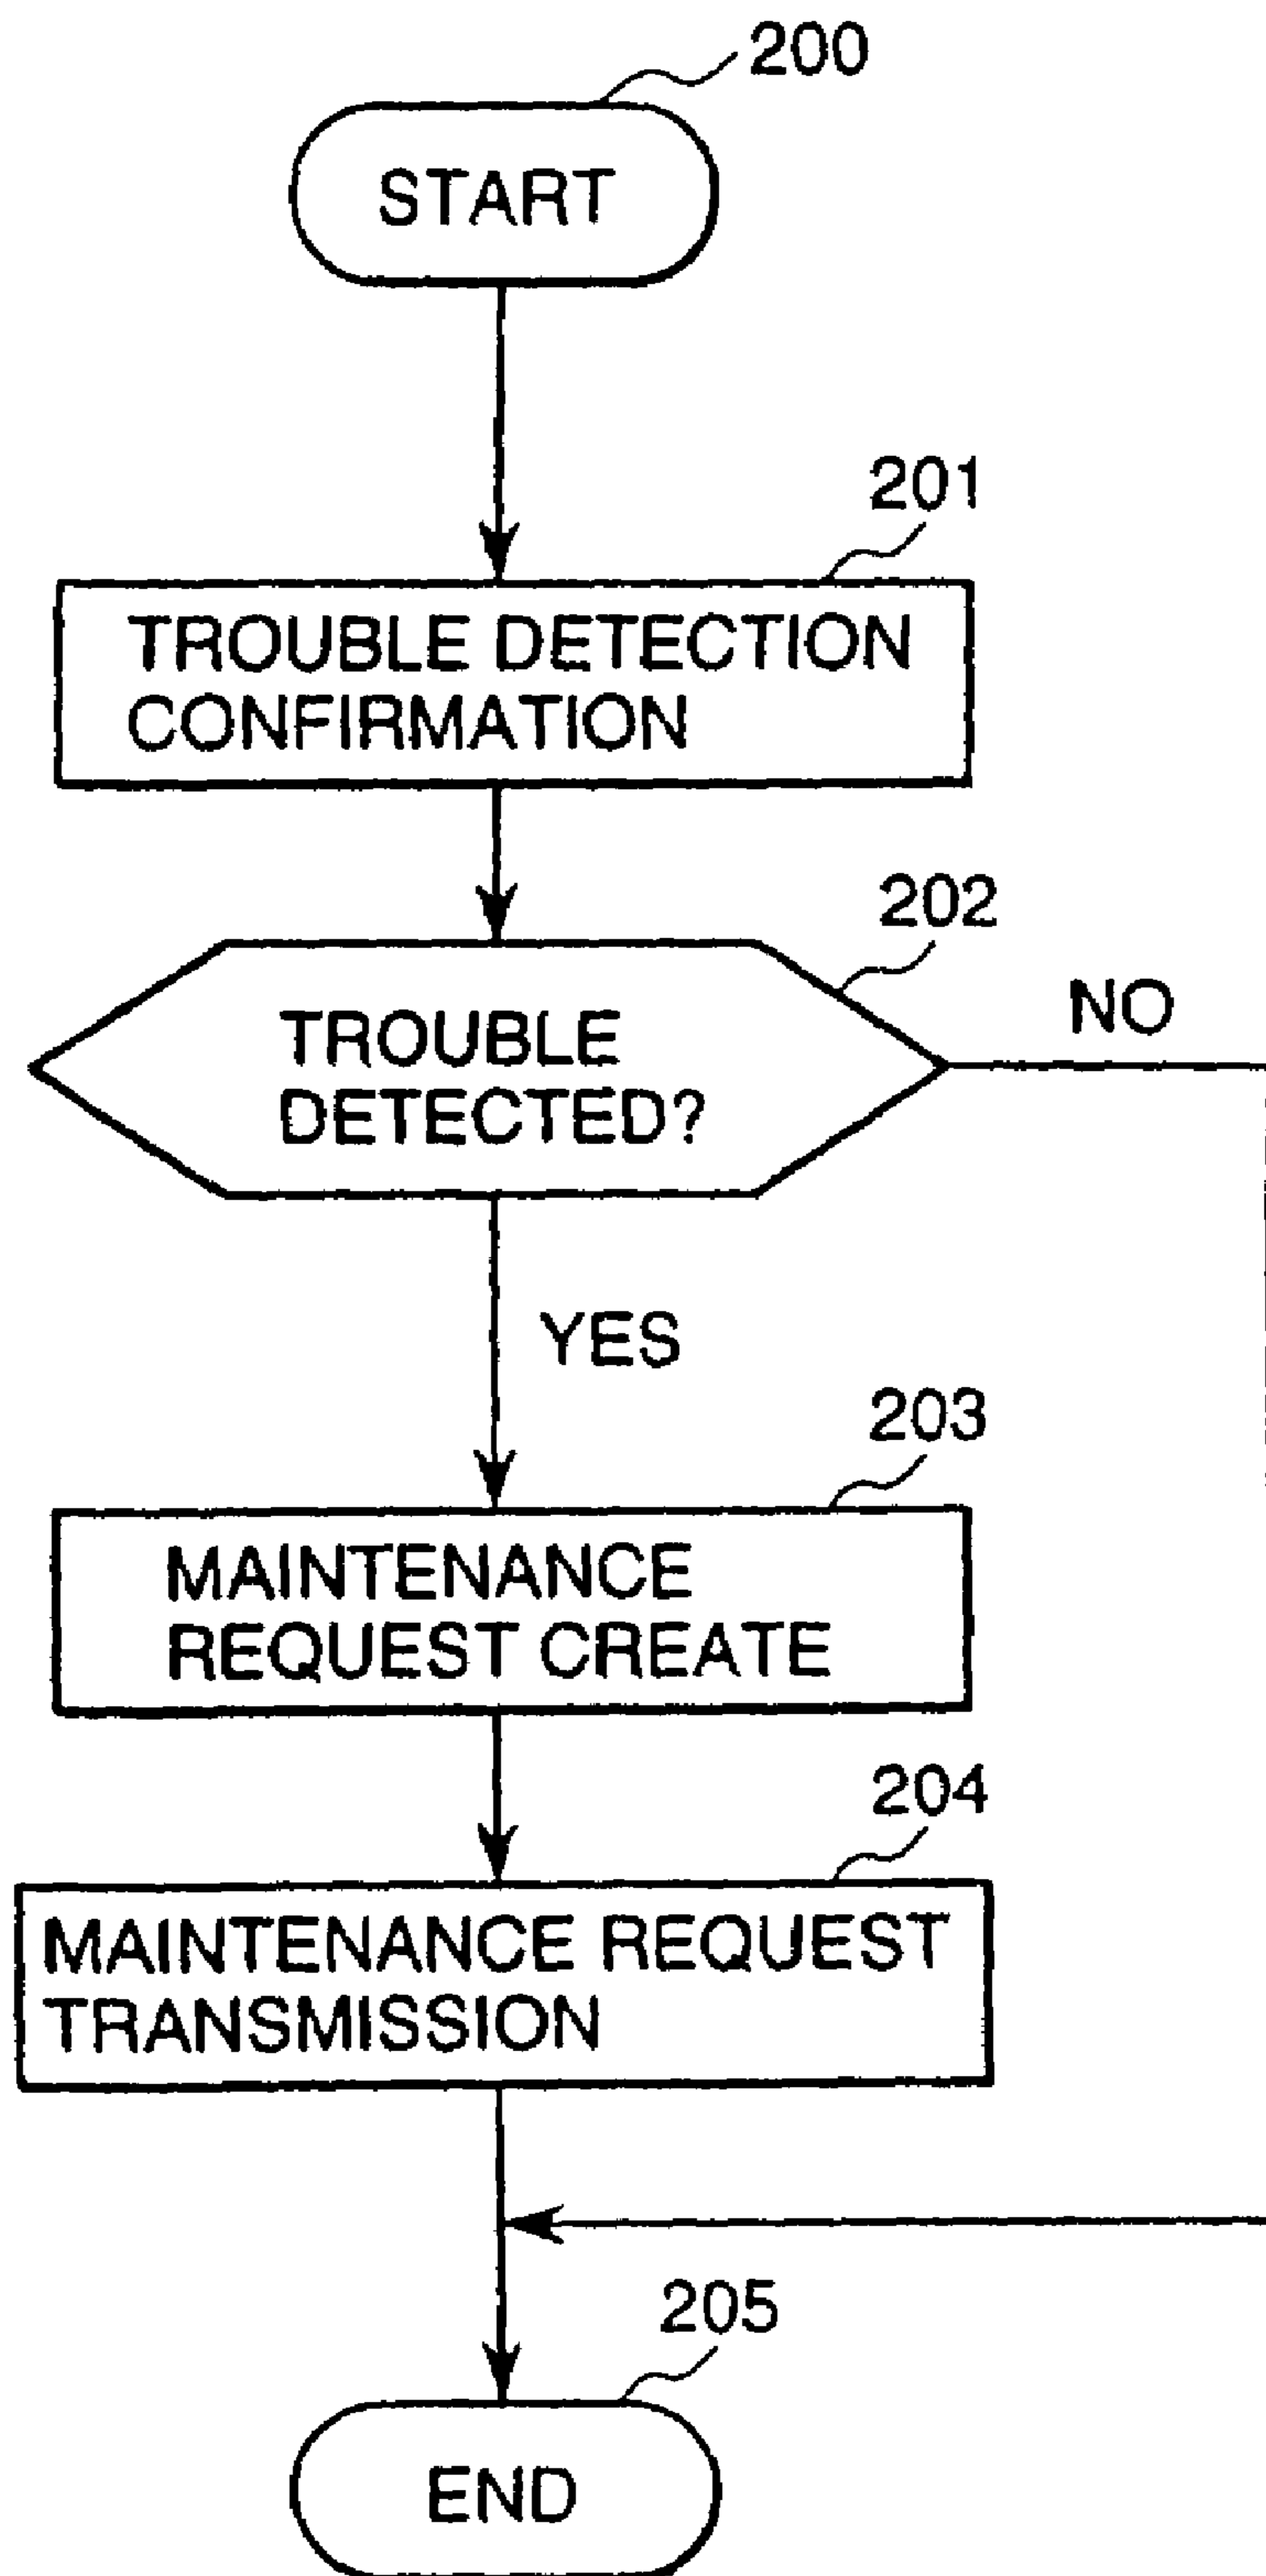 200
START
201
TROUBLE DETECTION
CONFIRMATION
202
TROUBLE
DETECTED?
NO
YES
203
MAINTENANCE
REQUEST CREATE
204
MAINTENANCE REQUEST
TRANSMISSION
205
END